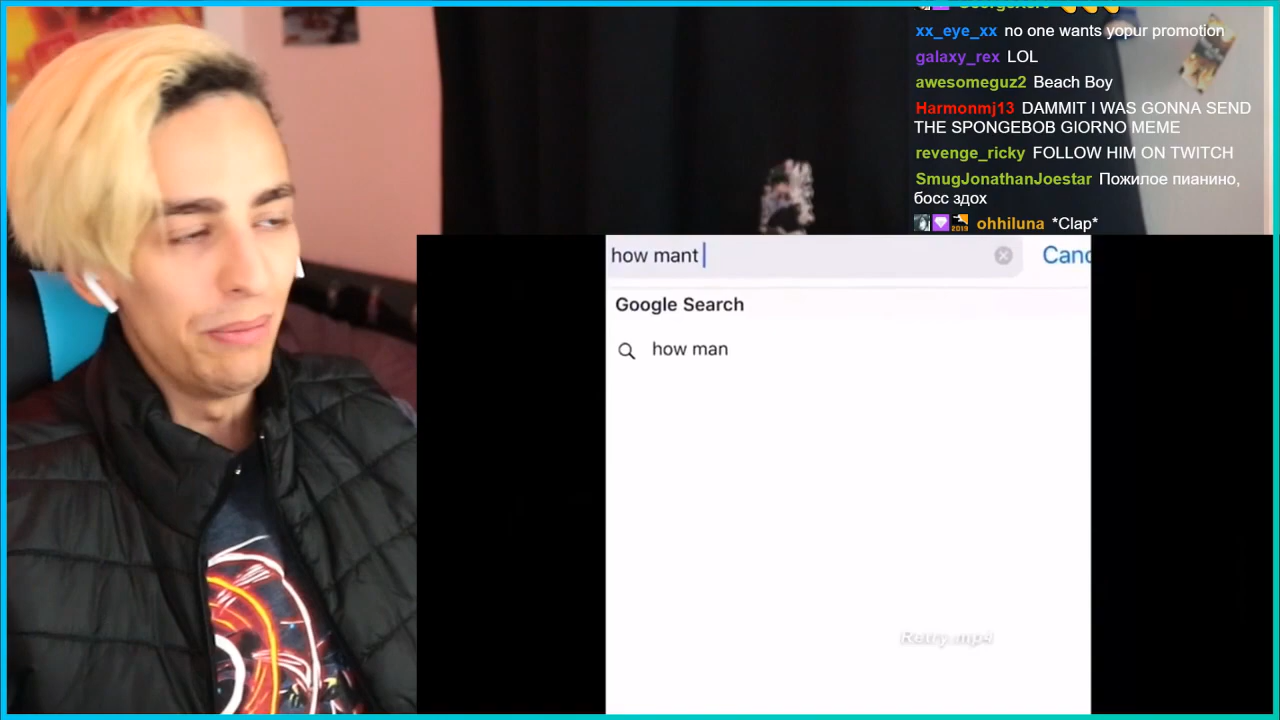 xx_eye_xx no one wants yopur promotion
galaxy_rex LOL
awesomeguz2 Beach Boy
Harmonmj13 DAMMIT I WAS GONNA SEND
THE SPONGEBOB GIORNO MEME
revenge_ricky FOLLOW HIM ON TWITCH
SmugJonathanJoestar Пожилое пианино,
босс здох
ohhiluna *Clap*
how mant
Canc
Google Search
how man
Retry.mp4